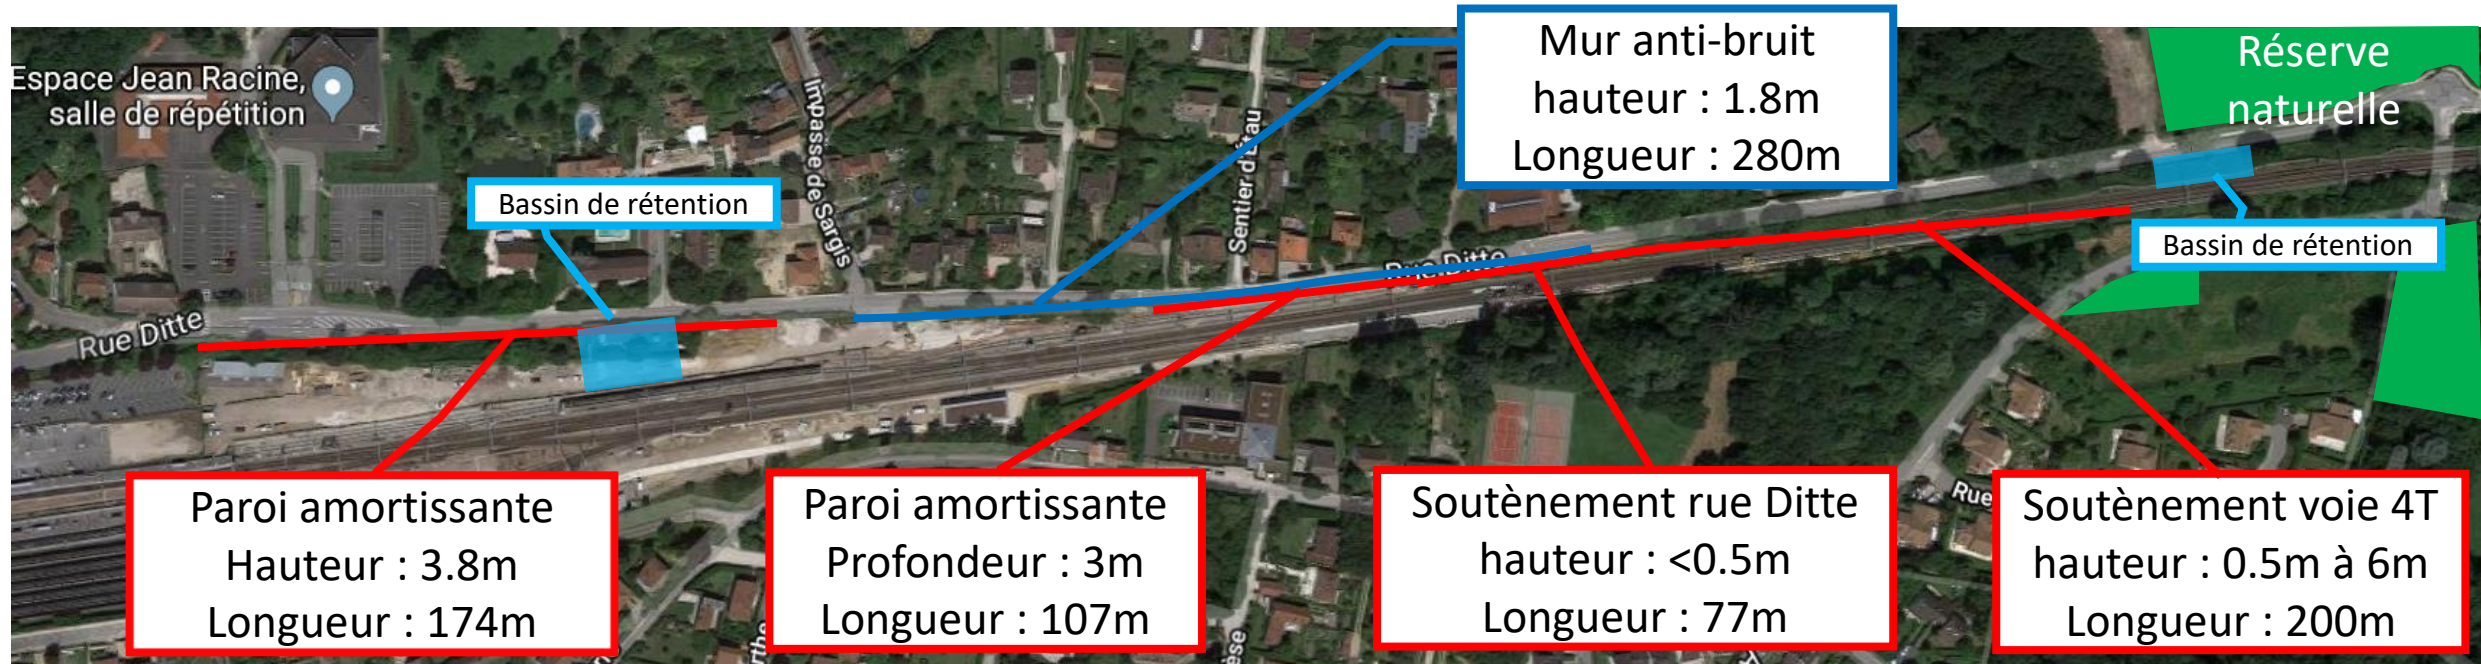 Mur anti-bruit
hauteur : 1.8m
Longueur : 280m
Réserve
naturelle
Espace Jean Racine,
salle de répétition
Impasse de Sargis
Sentier d'Étau
Bassin de rétention
Bassin de rétention
Rue Ditte
Rue Ditte
Rue
Paroi amortissante
Hauteur : 3.8m
Longueur : 174m
Paroi amortissante
Profondeur : 3m
Longueur : 107m
Soutènement rue Ditte
hauteur : <0.5m
Longueur : 77m
Soutènement voie 4T
hauteur : 0.5m à 6m
Longueur : 200m